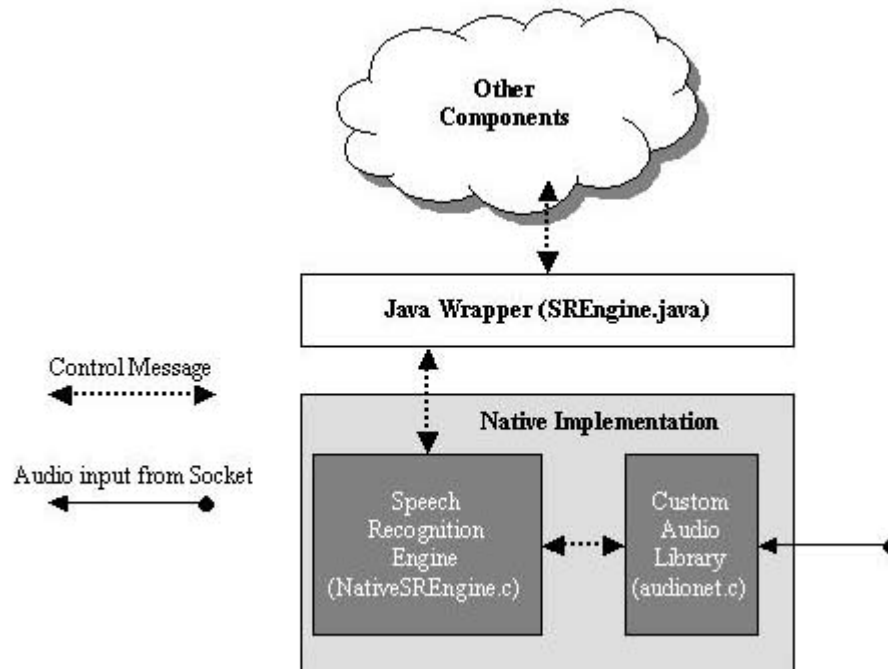 Other
Components
Java Wrapper (SREngine.java)
Control Message
Native Implementation
Audio input from Socket
Speech
Recognition
Engine
(NativeSREngine.c)
Custom
Audio
Library
(audionet.c)